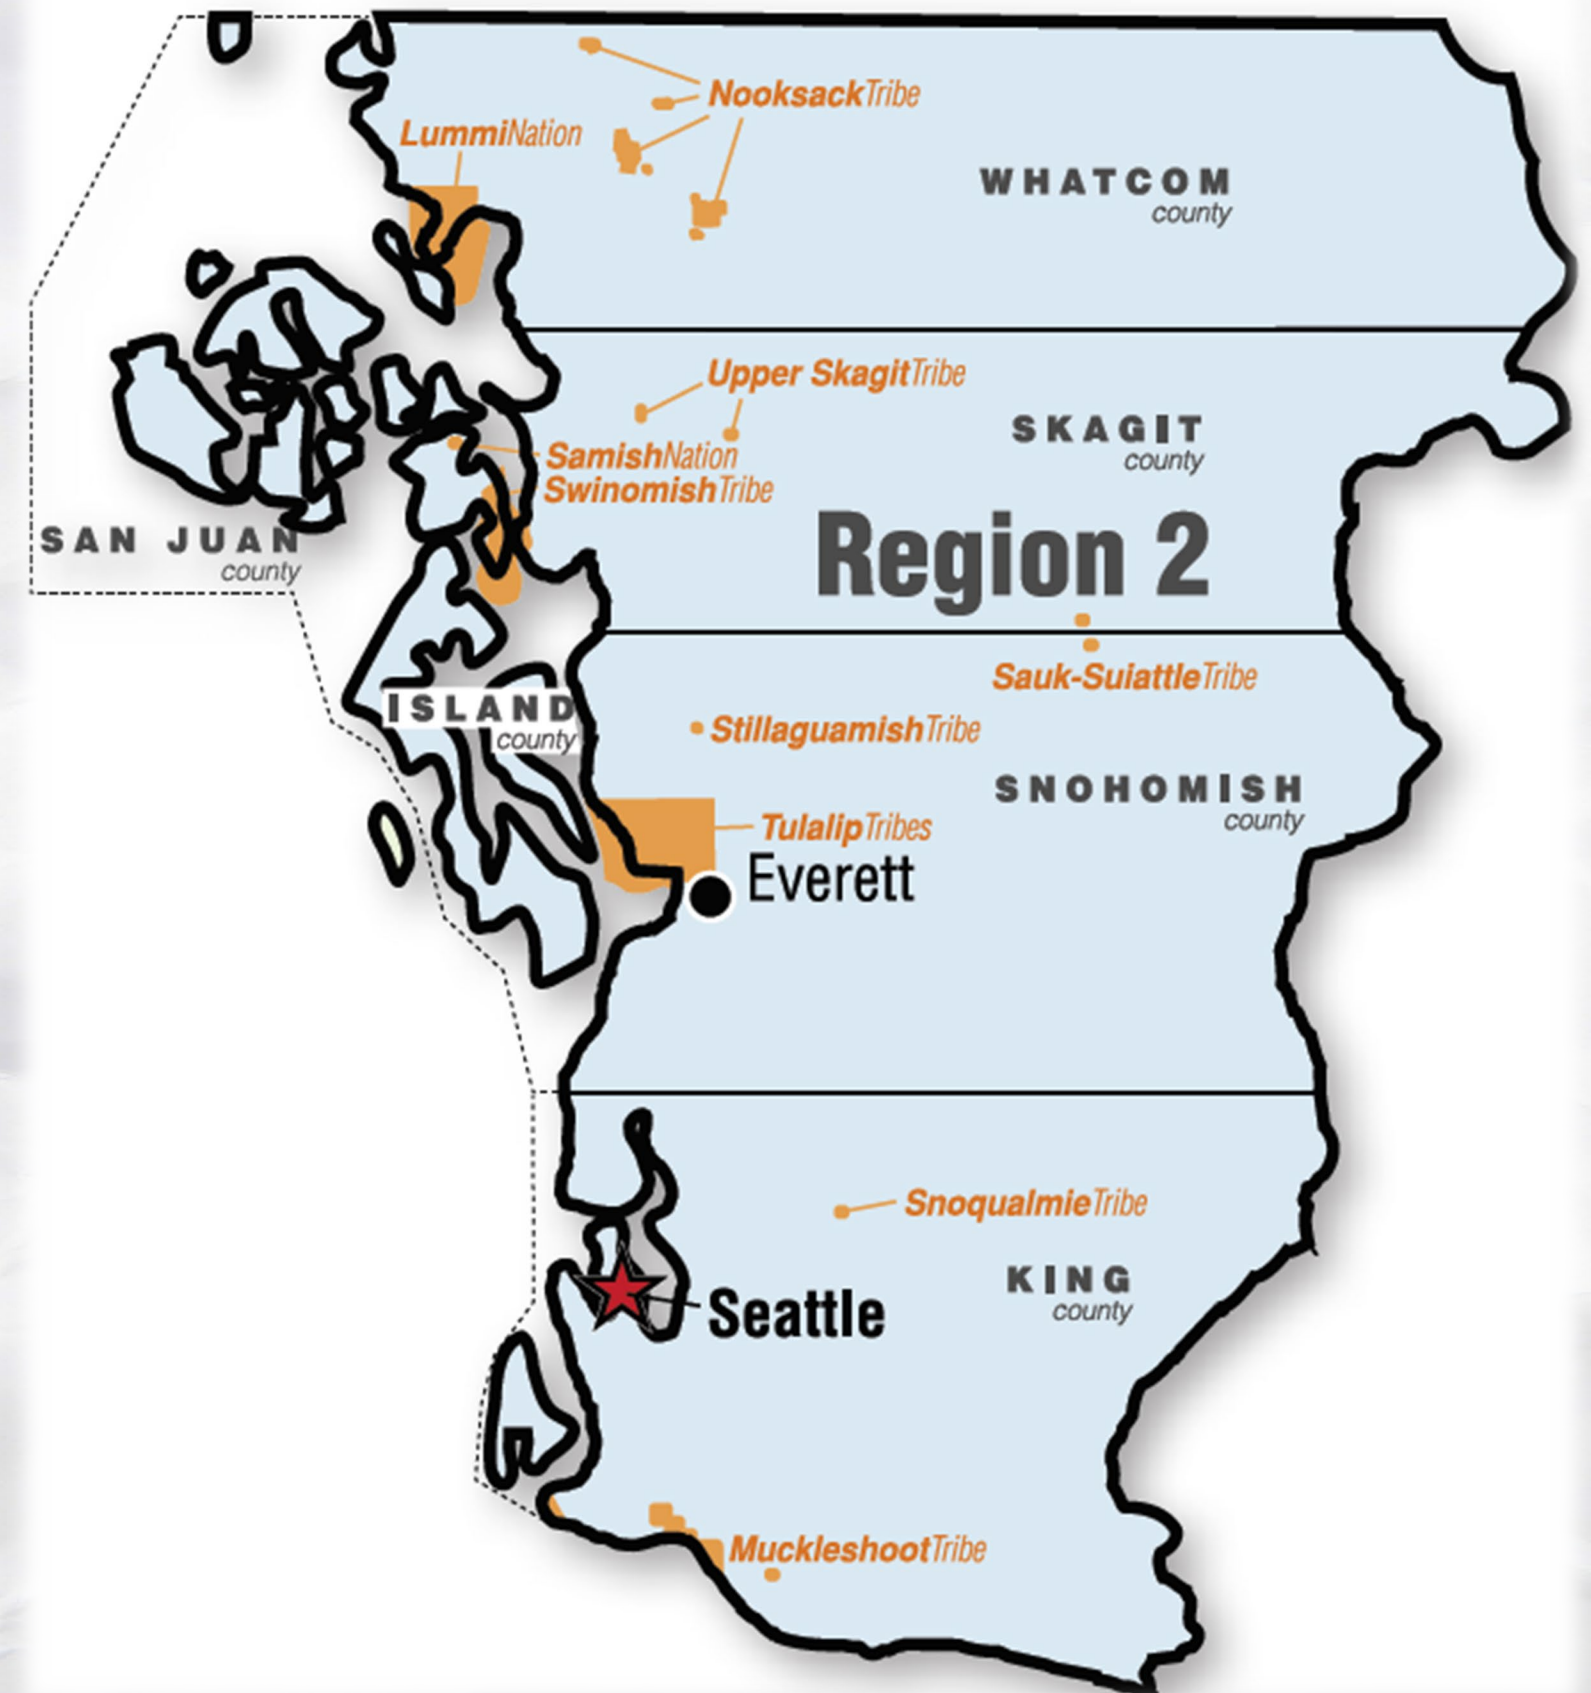 NooksackTribe
LummiNation
WHATCOM
county
Upper SkagitTribe
SKAGIT
county
SamishNation
SwinomishTribe
Region 2
SAN JUAN
county
Sauk-SuiattleTribe
ISLAND
county
StillaguamishTribe
SNOHOMISH
county
TulalipTribes
Everett
SnoqualmieTribe
KING
county
Seattle
MuckleshootTribe